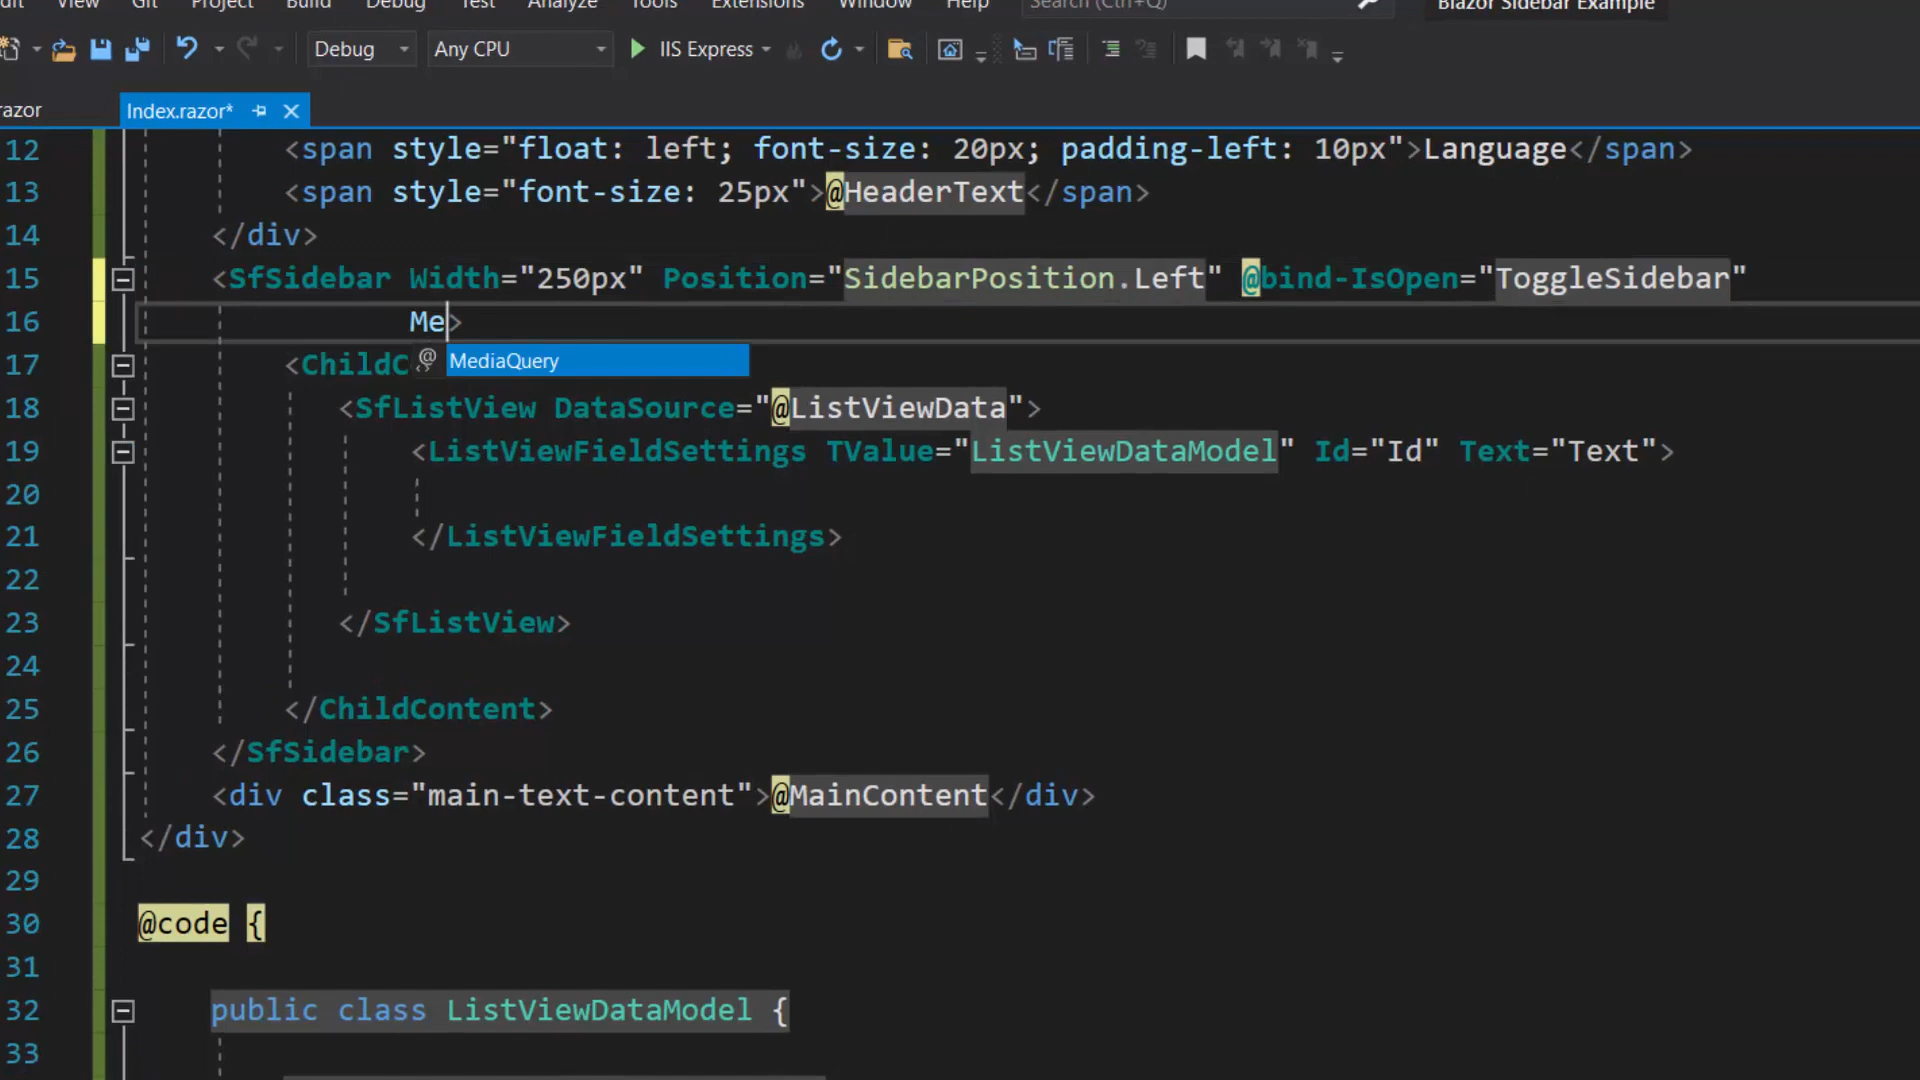 dit View Git Project Build Debug Test Analyze Tools Extensions Window Help Search (Ctrl+Q) Blazor Sidebar Example
Debug Any CPU IIS Express
razor Index.razor*
12 <span style="float: left; font-size: 20px; padding-left: 10px">Language</span>
13 <span style="font-size: 25px">@HeaderText</span>
14 </div>
15 <SfSidebar Width="250px" Position="SidebarPosition.Left" @bind-IsOpen="ToggleSidebar"
16 Me>
17 <ChildC MediaQuery
18 <SfListView DataSource="@ListViewData">
19 <ListViewFieldSettings TValue="ListViewDataModel" Id="Id" Text="Text">
20
21 </ListViewFieldSettings>
22
23 </SfListView>
24
25 </ChildContent>
26 </SfSidebar>
27 <div class="main-text-content">@MainContent</div>
28 </div>
29
30 @code {
31
32 public class ListViewDataModel {
33